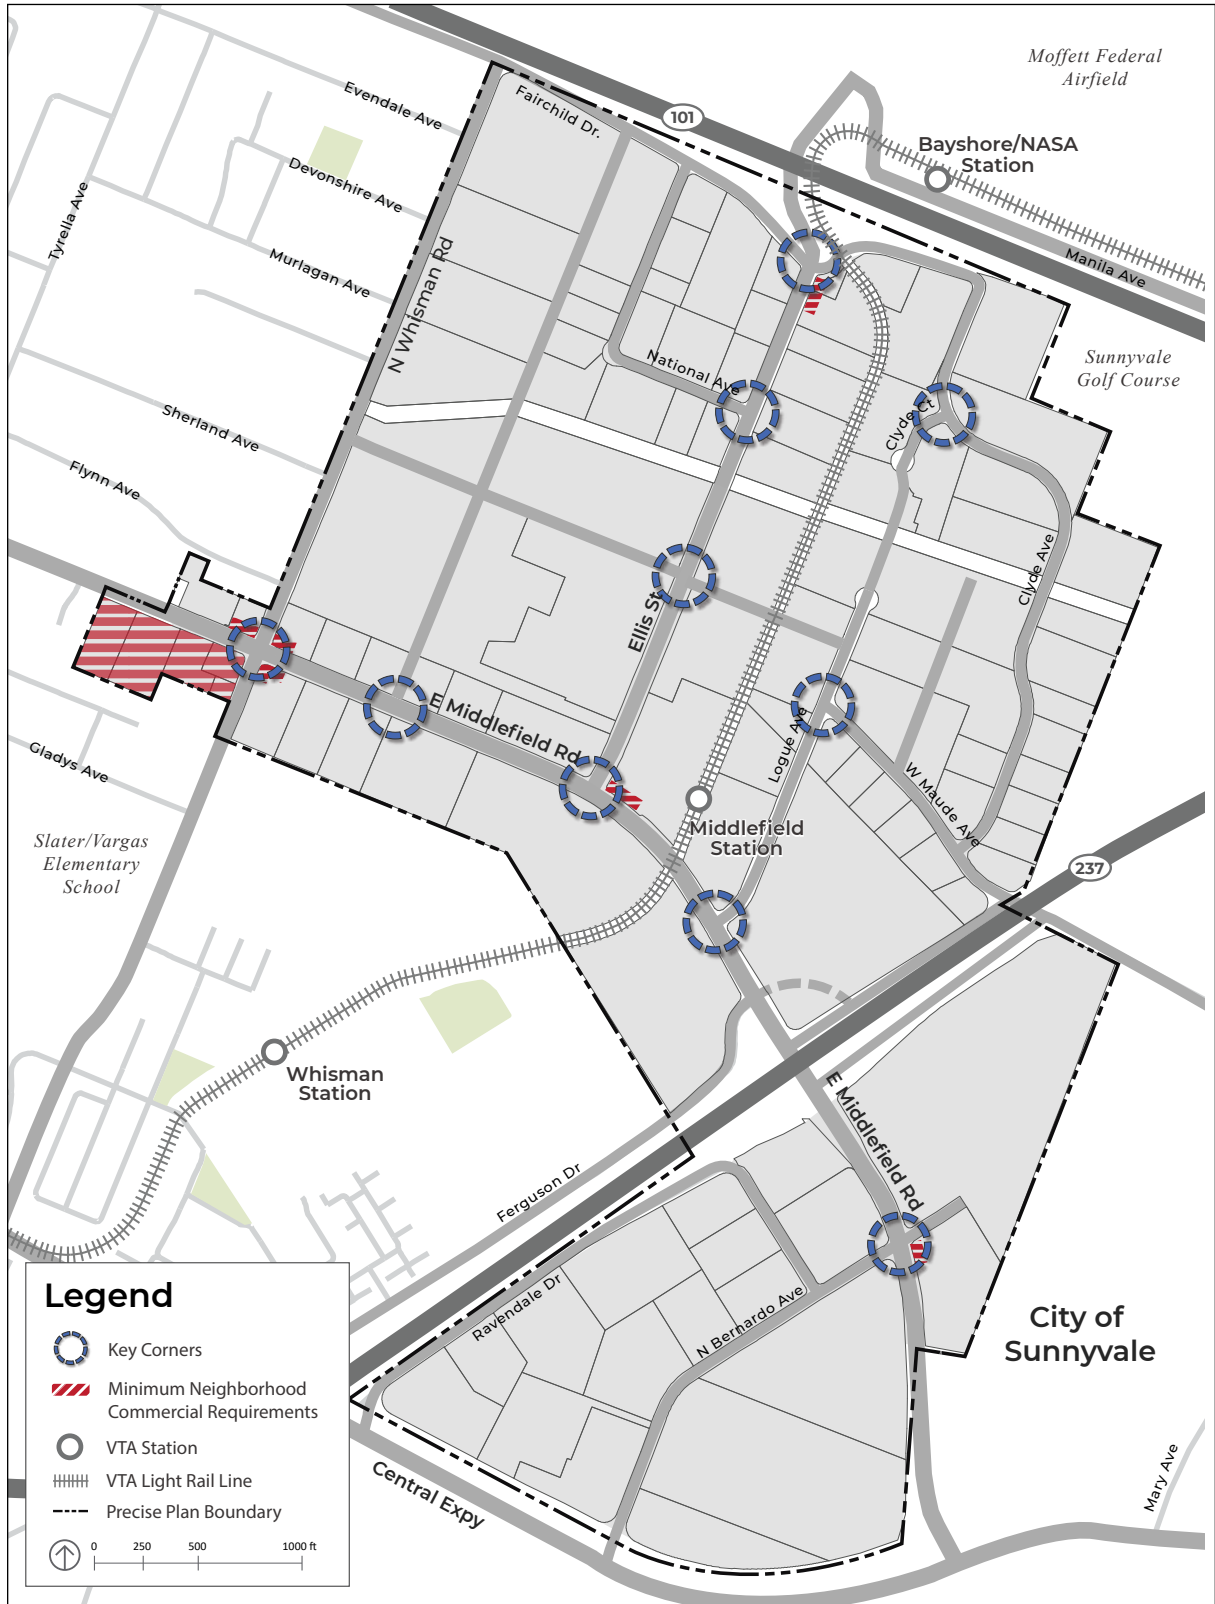 Moffett Federal
Airfield
Evendale Ave
Fairchild Dr.
101
Bayshore/NASA
Station
Devonshire Ave
Tyrella Ave
Murlagan Ave
N Whisman Rd
Manila Ave
Sunnyvale
Golf Course
National Ave
Sherland Ave
Clyde Ct
Flynn Ave
Clyde Ave
Ellis St
E Middlefield Rd
Logue Ave
Gladys Ave
W Maude Ave
Middlefield
Station
Slater/Vargas
Elementary
School
237
Whisman
Station
E Middlefield Rd
Ferguson Dr
Ravendale Dr
N Bernardo Ave
City of
Sunnyvale
Central Expy
Mary Ave
Legend
Key Corners
Minimum Neighborhood
Commercial Requirements
VTA Station
VTA Light Rail Line
Precise Plan Boundary
0 250 500 1000 ft